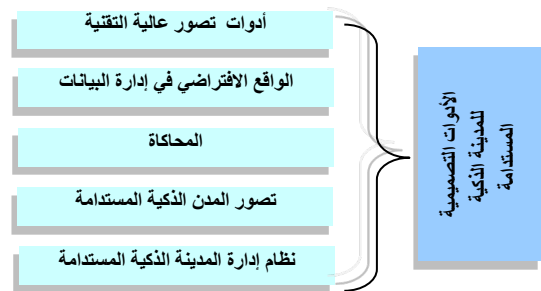 أدوات تصور عالية التقنية
الواقع الافتراضي في إدارة البيانات
المحاكاة
تصور المدن الذكية المستدامة
نظام إدارة المدينة الذكية المستدامة
الأدوات التصميمية
للمدينة الذكية
المستدامة